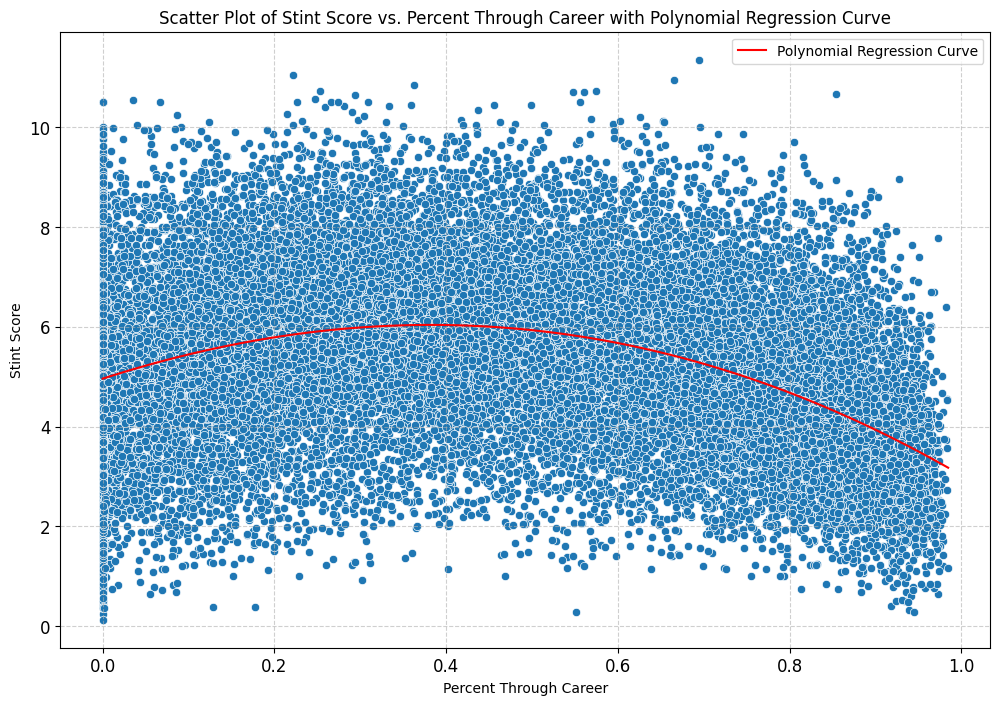 Scatter Plot of Stint Score vs. Percent Through Career with Polynomial Regression Curve
Polynomial Regression Curve
Stint Score
10
8
6
4
2
0
0.0 0.2 0.4 0.6 0.8 1.0
Percent Through Career